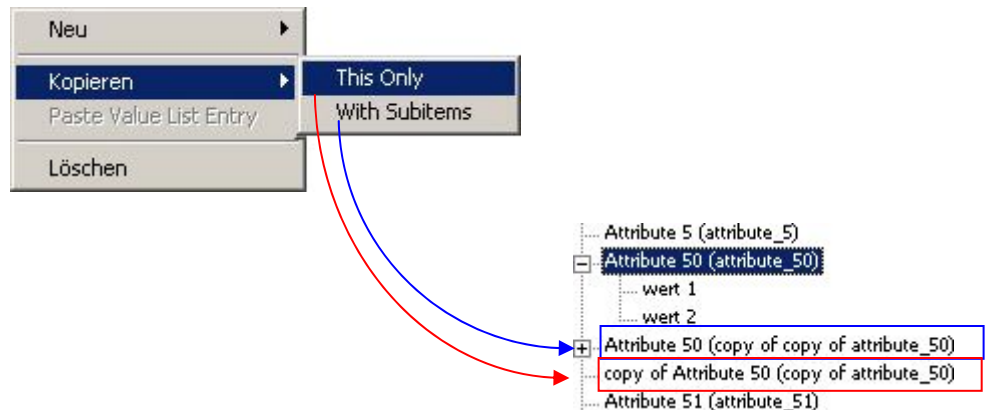 Neu
Kopieren
This Only
Paste Value List Entry
With Subitems
Löschen
Attribute 5 (attribute_5)
Attribute 50 (attribute_50)
wert 1
wert 2
Attribute 50 (copy of copy of attribute_50)
copy of Attribute 50 (copy of attribute_50)
Attribute 51 (attribute_51)